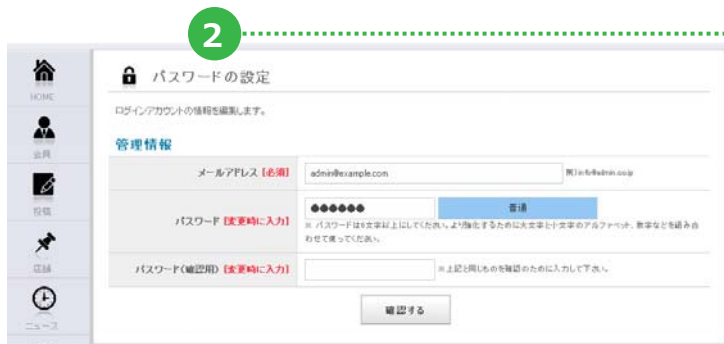 2
HOME
会員
投稿
店舗
ニュース
パスワードの設定
ログインアカウントの情報を編集します。
管理情報
メールアドレス【必須】 admin@example.com 例)info@admin.co.jp
パスワード【変更時に入力】 ●●●●●● 普通
※ パスワードは6文字以上にしてください。より強化するために大文字と小文字のアルファベット、数字などを組み合
わせて使ってください。
パスワード(確認用)【変更時に入力】 ※上記と同じものを確認のために入力して下さい。
確認する